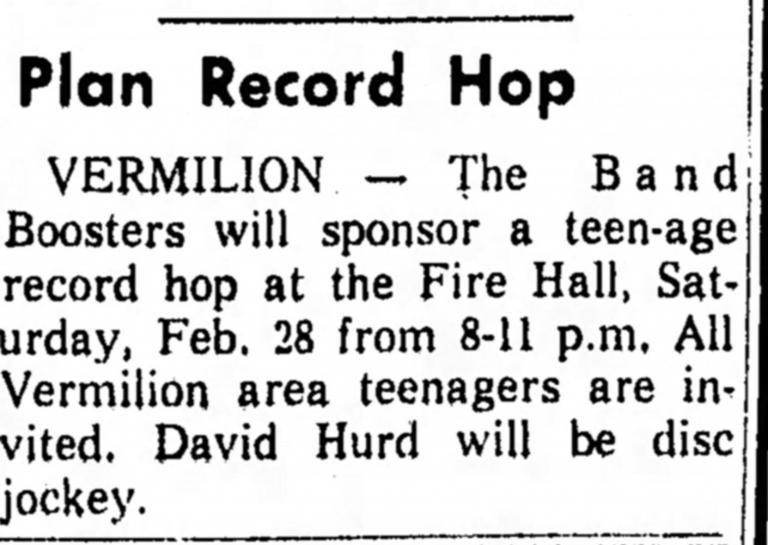 Plan Record Hop
VERMILION — The Band
Boosters will sponsor a teen-age
record hop at the Fire Hall, Sat-
urday, Feb. 28 from 8-11 p.m. All
Vermilion area teenagers are in-
vited. David Hurd will be disc
jockey.